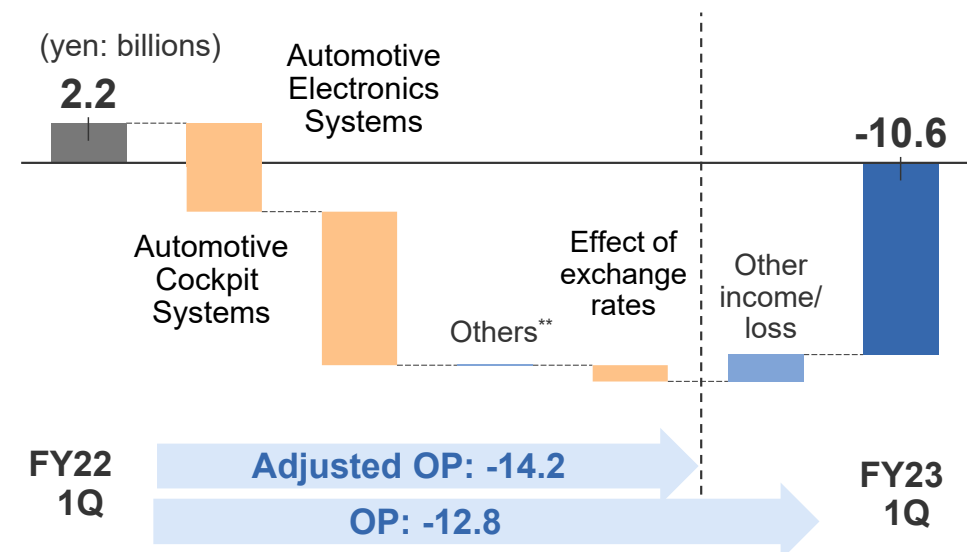 (yen: billions)
2.2
Automotive
Electronics
Systems
-10.6
Automotive
Cockpit
Systems
Others**
Effect of
exchange
rates
Other
income/
loss
FY22
1Q
Adjusted OP: -14.2
OP: -12.8
FY23
1Q